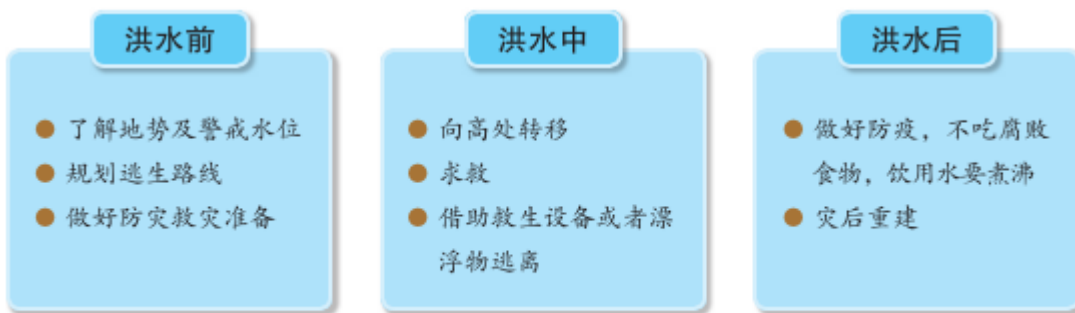 洪水前
了解地势及警戒水位
规划逃生路线
做好防灾救灾准备
洪水中
向高处转移
求救
借助救生设备或者漂
浮物逃离
洪水后
做好防疫，不吃腐败
食物，饮用水要煮沸
灾后重建